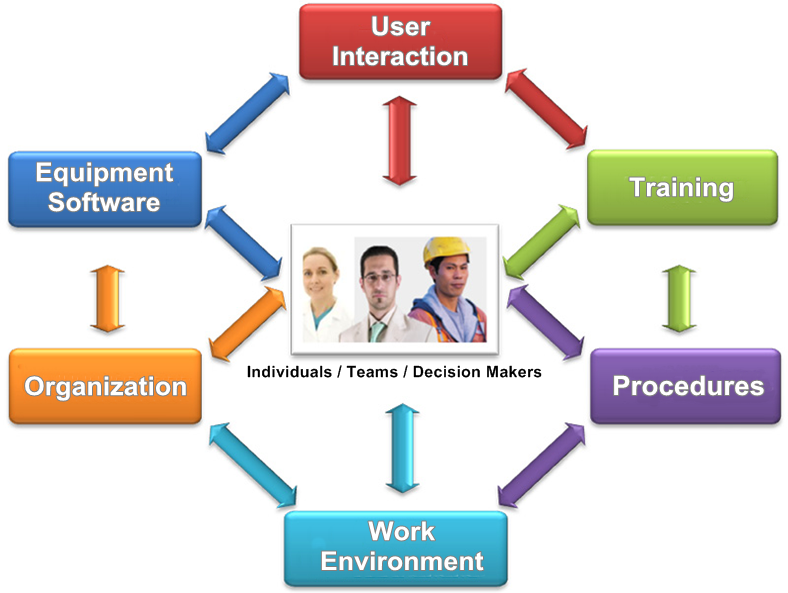 User
Interaction
Equipment
Software
Training
Individuals / Teams / Decision Makers
Organization
Procedures
Work
Environment